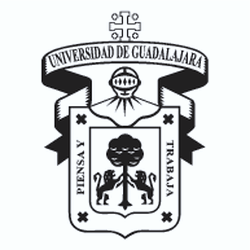 UNIVERSIDAD DE GUADALAJARA
PIENSA Y
TRABAJA